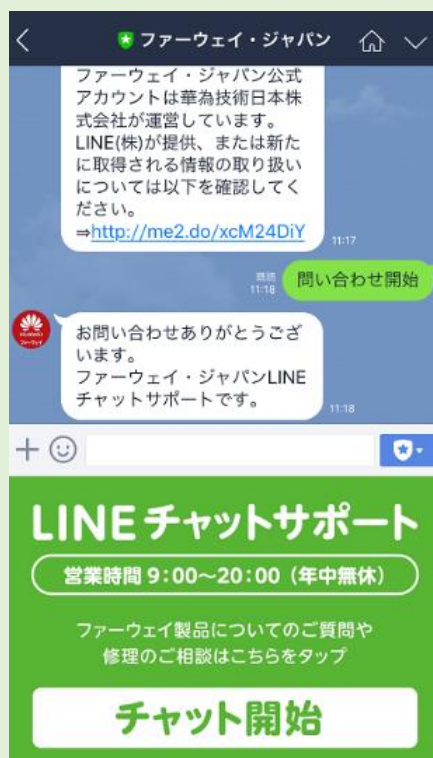 ファーウェイ・ジャパン
ファーウェイ・ジャパン公式
アカウントは華為技術日本株
式会社が運営しています。
LINE(株)が提供、または新た
に取得される情報の取り扱い
については以下を確認してく
ださい。
⇒http://me2.do/xcM24DiY
11:17
既読
11:18
問い合わせ開始
HUAWEI
ファーウェイ
お問い合わせありがとうござ
います。
ファーウェイ・ジャパンLINE
チャットサポートです。
11:18
LINEチャットサポート
営業時間 9:00〜20:00（年中無休）
ファーウェイ製品についてのご質問や
修理のご相談はこちらをタップ
チャット開始